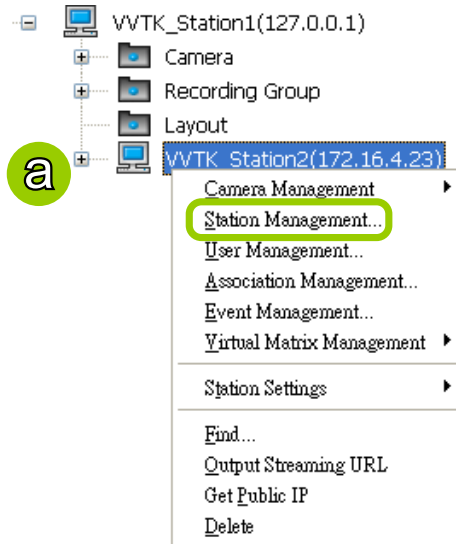 VVTK_Station1(127.0.0.1)
Camera
Recording Group
Layout
a
VVTK_Station2(172.16.4.23)
Camera Management
Station Management...
User Management...
Association Management...
Event Management...
Virtual Matrix Management
Station Settings
Find...
Output Streaming URL
Get Public IP
Delete